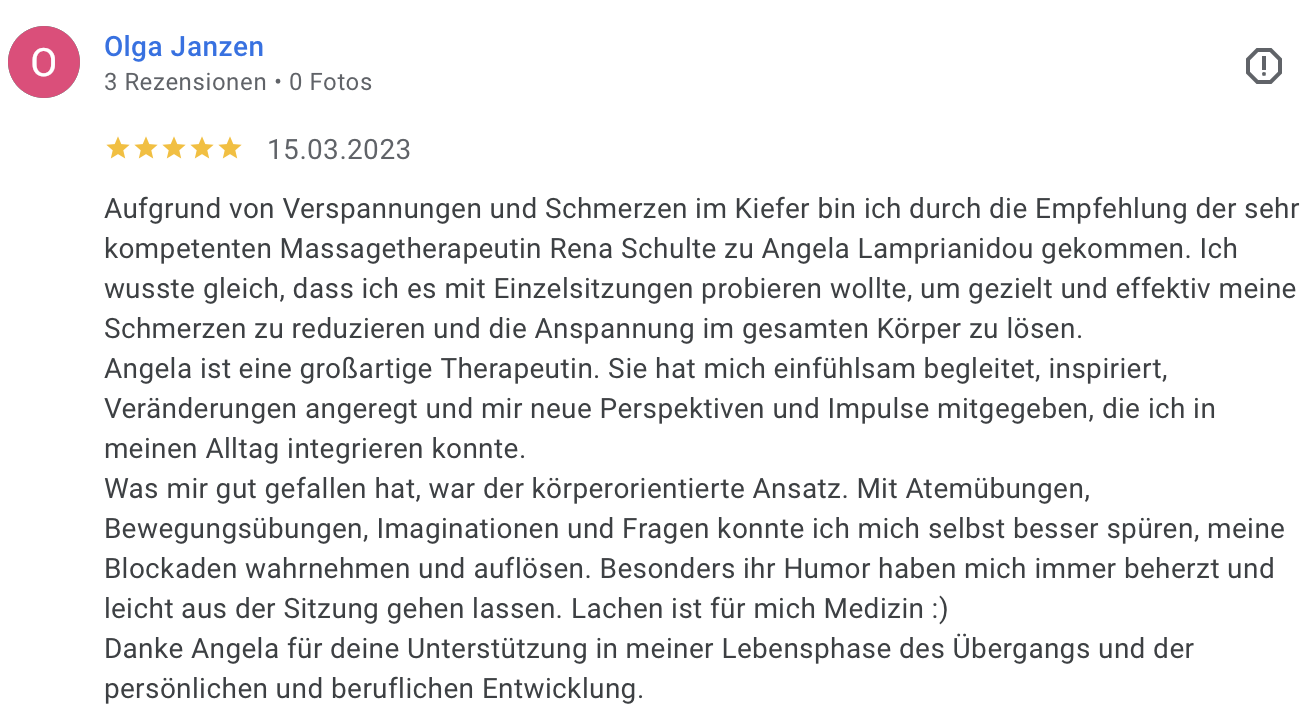 O
Olga Janzen
3 Rezensionen • 0 Fotos
15.03.2023
Aufgrund von Verspannungen und Schmerzen im Kiefer bin ich durch die Empfehlung der sehr
kompetenten Massagetherapeutin Rena Schulte zu Angela Lamprianidou gekommen. Ich
wusste gleich, dass ich es mit Einzelsitzungen probieren wollte, um gezielt und effektiv meine
Schmerzen zu reduzieren und die Anspannung im gesamten Körper zu lösen.
Angela ist eine großartige Therapeutin. Sie hat mich einfühlsam begleitet, inspiriert,
Veränderungen angeregt und mir neue Perspektiven und Impulse mitgegeben, die ich in
meinen Alltag integrieren konnte.
Was mir gut gefallen hat, war der körperorientierte Ansatz. Mit Atemübungen,
Bewegungsübungen, Imaginationen und Fragen konnte ich mich selbst besser spüren, meine
Blockaden wahrnehmen und auflösen. Besonders ihr Humor haben mich immer beherzt und
leicht aus der Sitzung gehen lassen. Lachen ist für mich Medizin :)
Danke Angela für deine Unterstützung in meiner Lebensphase des Übergangs und der
persönlichen und beruflichen Entwicklung.